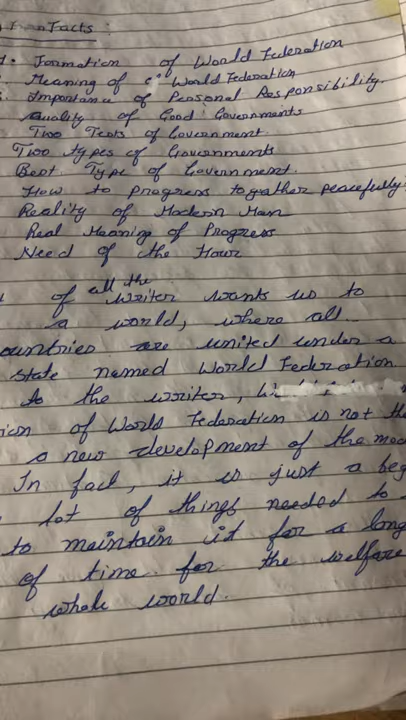 Facts :
1. Formation of World Federation
Meaning of World Federation
Importance of Personal Responsibility.
Quality of Good Governments
Two Tests of Government.
Two types of Governments
Best Type of Government.
How to progress togather peacefully.
Reality of Modern Man
Real Meaning of Progress
Need of the Hour
of all the writer wants us to
a world, where all
ountries are united under a
state named World Federation.
to the writer,
ion of World Federation is not the
a new development of the
In fact, it is just a beg
lot of things needed to
to maintain it for a long
of time for the welfare
whole world.